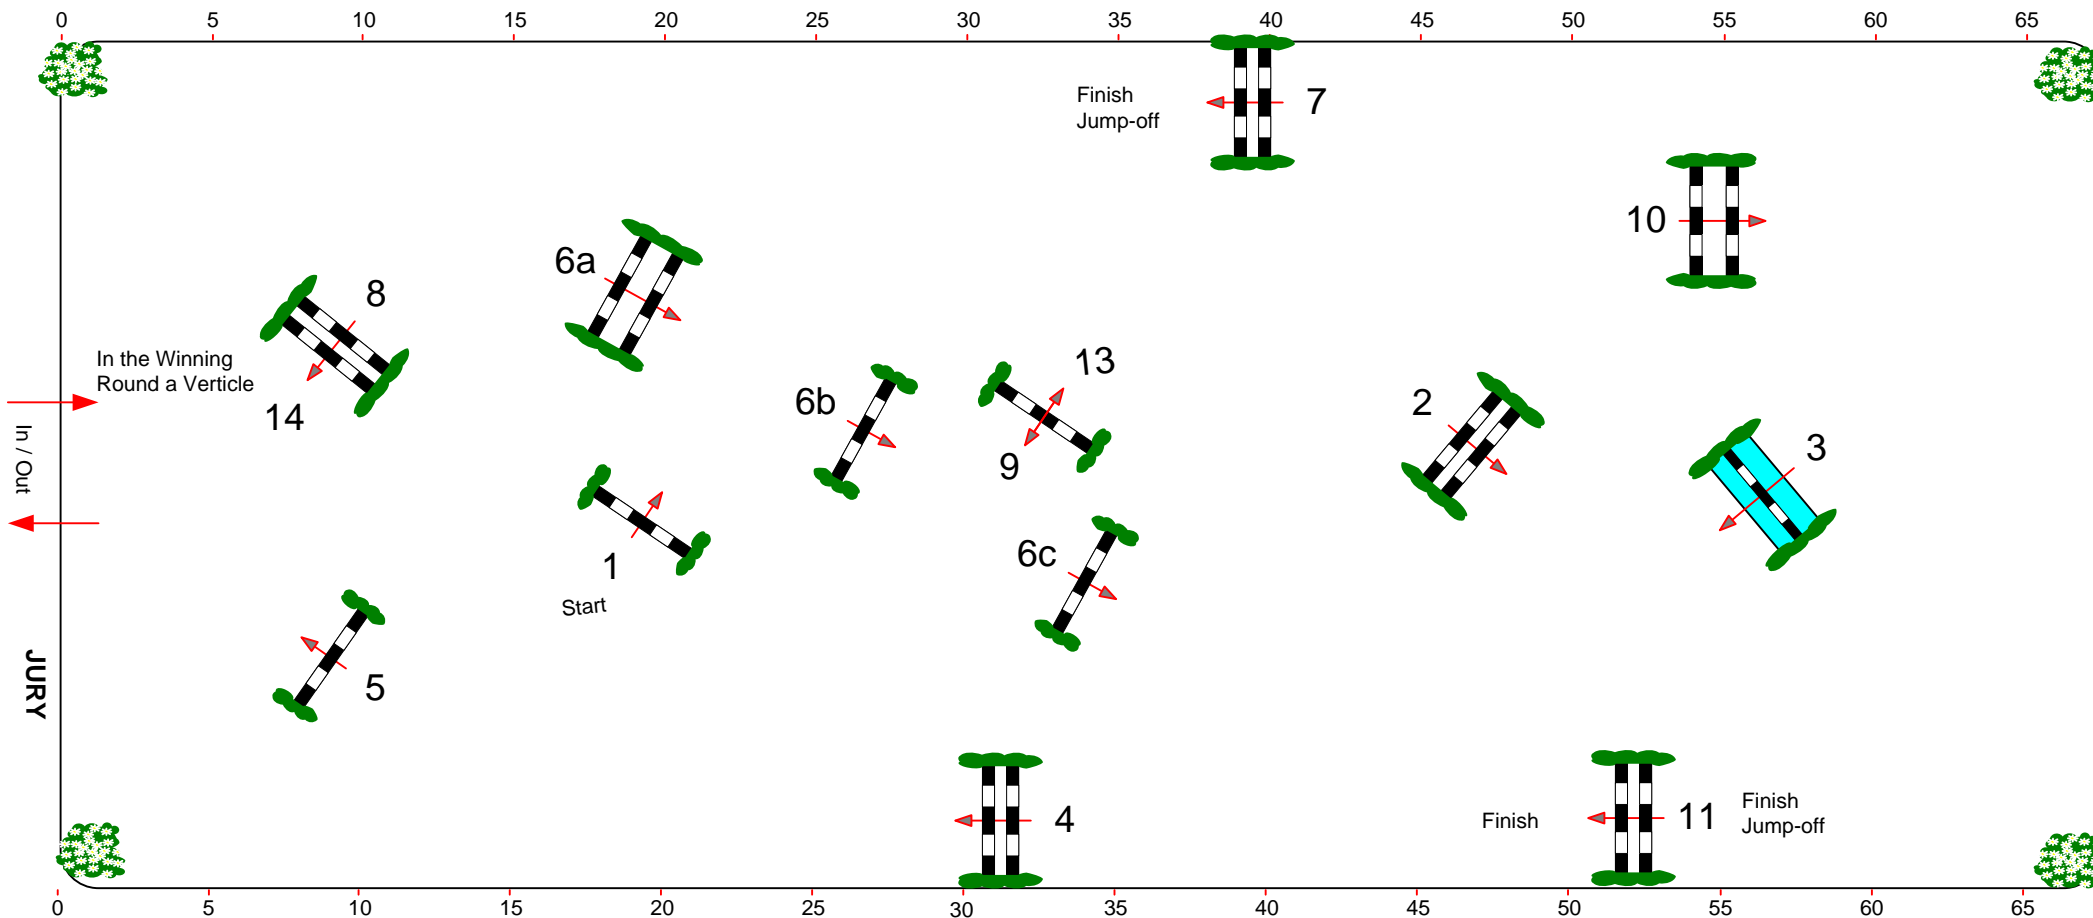 0 5 10 15 20 25 30 35 40 45 50 55 60 65
Finish
Jump-off
7
10
6a
8
In the Winning
Round a Verticle
14
6b
13
9
2
3
In / Out
1
Start
6c
JURY
5
4
Finish
11
Finish
Jump-off
0 5 10 15 20 25 30 35 40 45 50 55 60 65